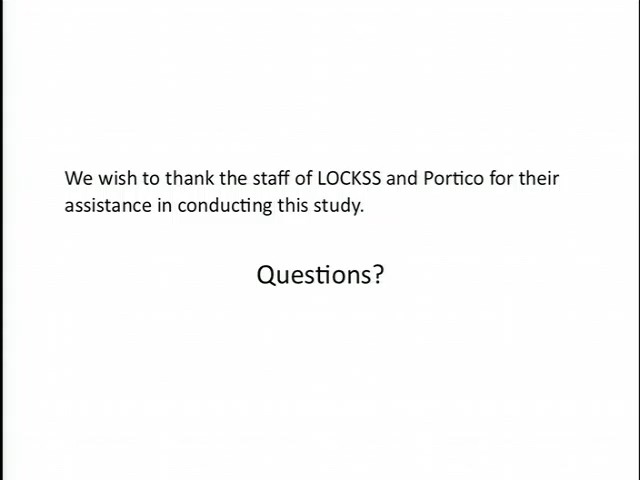 We wish to thank the staff of LOCKSS and Portico for their
assistance in conducting this study.
Questions?